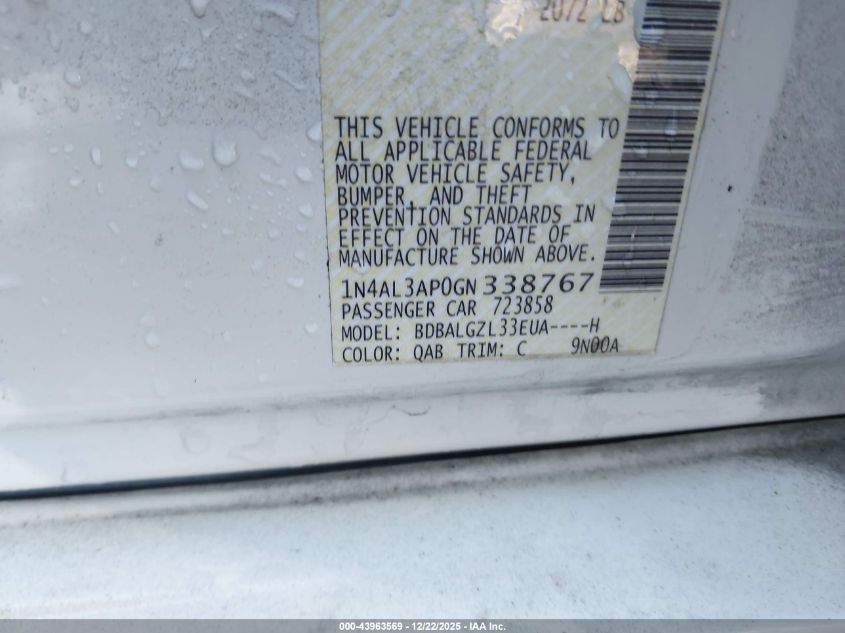 2072 LB
THIS VEHICLE CONFORMS TO
ALL APPLICABLE FEDERAL
MOTOR VEHICLE SAFETY,
BUMPER, AND THEFT
PREVENTION STANDARDS IN
EFFECT ON THE DATE OF
MANUFACTURE SHOWN ABOVE.
1N4AL3AP0GN338767
PASSENGER CAR 723858
MODEL: BDBALGZL33EUA----H
COLOR: QAB TRIM: C 9N00A
000-43963569 - 12/22/2025 - IAA Inc.